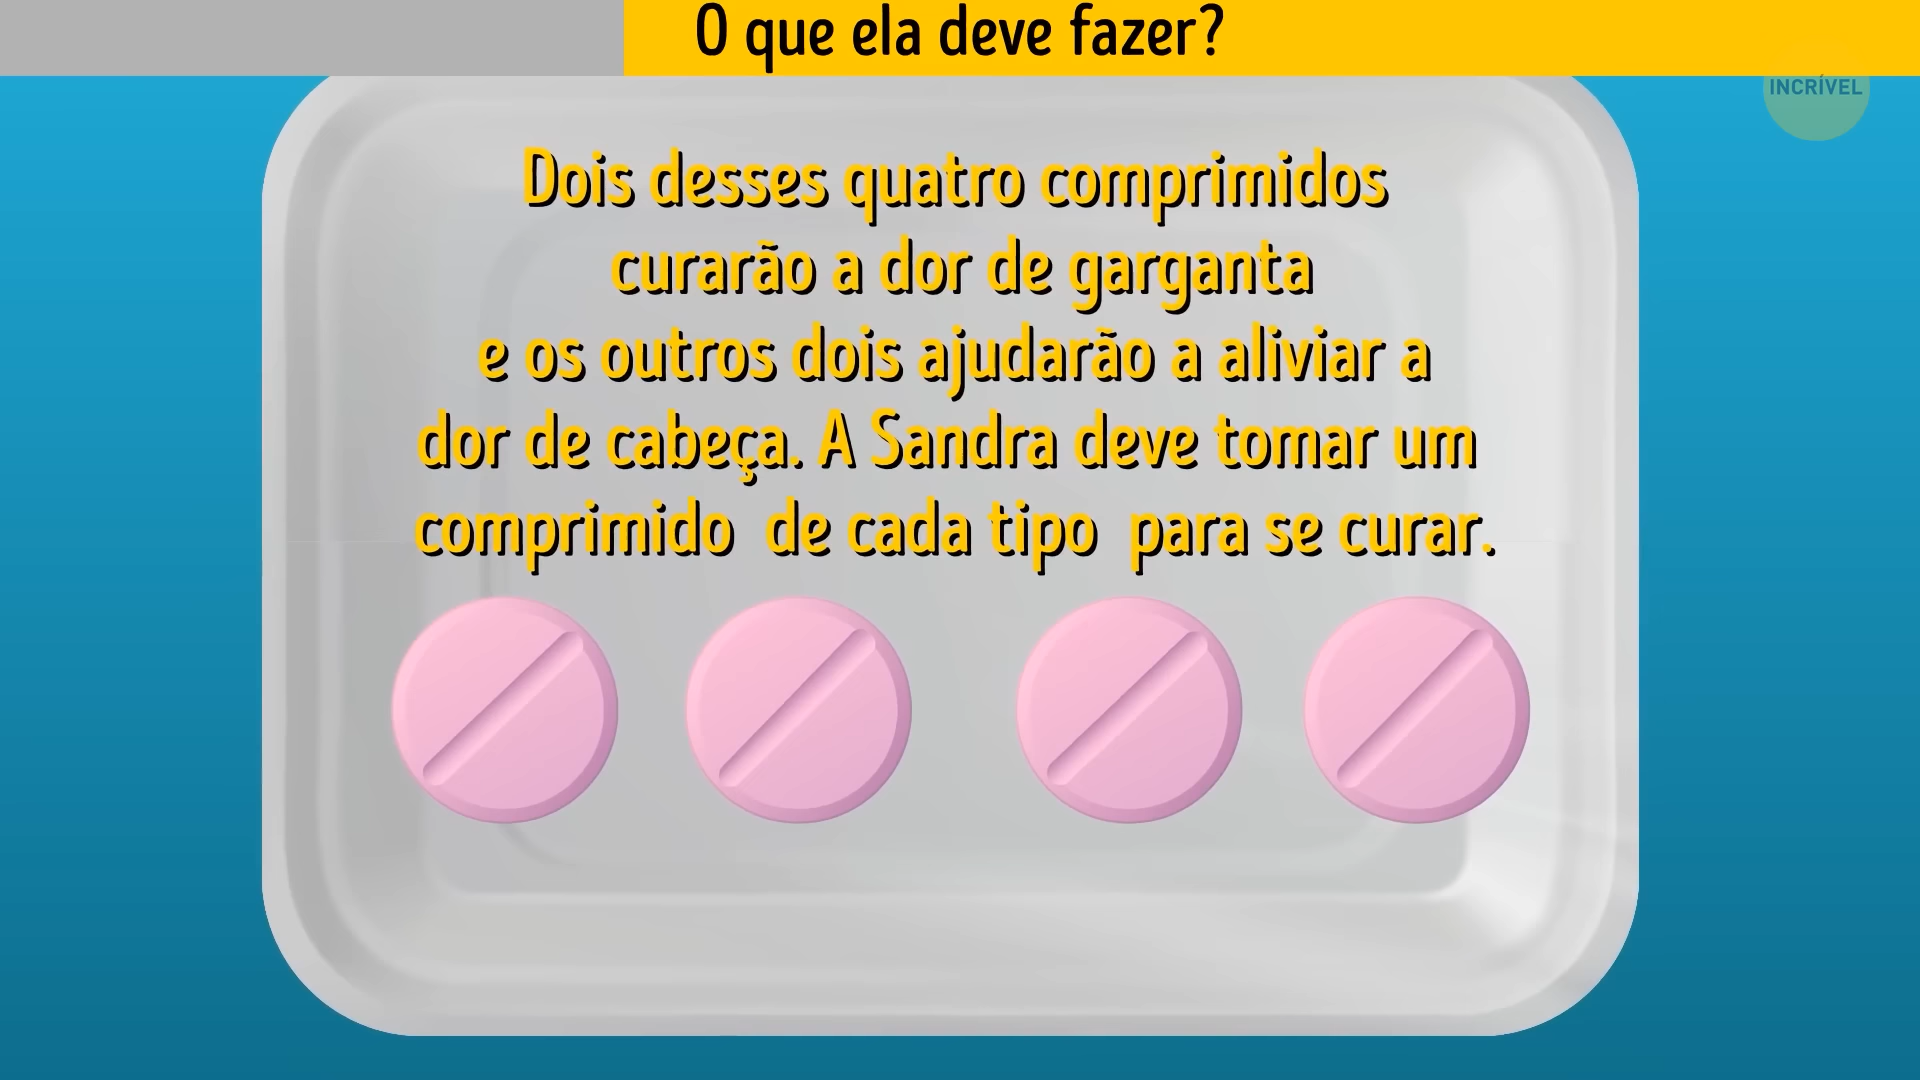 O que ela deve fazer?
INCRÍVEL
Dois desses quatro comprimidos
curarão a dor de garganta
e os outros dois ajudarão a aliviar a
dor de cabeça. A Sandra deve tomar um
comprimido de cada tipo para se curar.